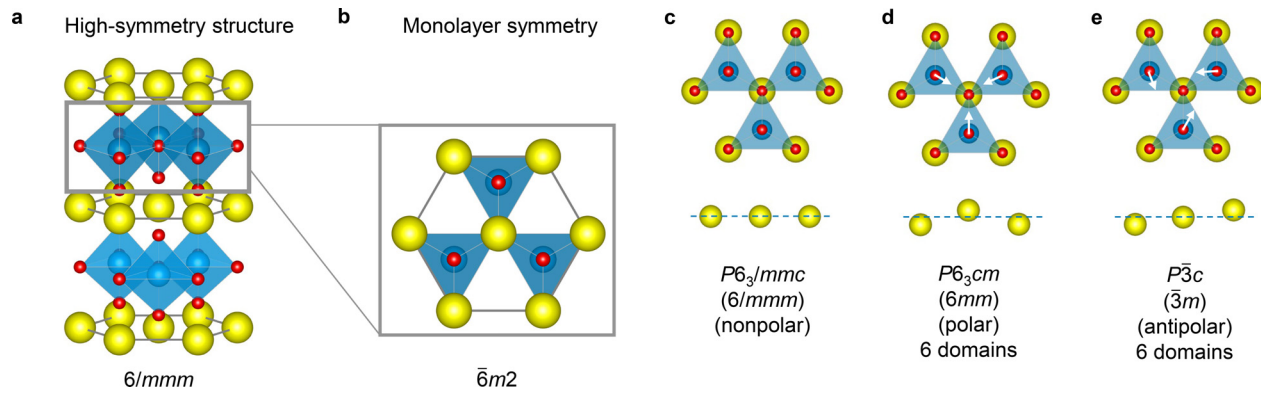 a
High-symmetry structure
6/mmm
b
Monolayer symmetry
6̅m2
c
P6₃/mmc
(6/mmm)
(nonpolar)
d
P6₃cm
(6mm)
(polar)
6 domains
e
P3̅c
(3̅m)
(antipolar)
6 domains